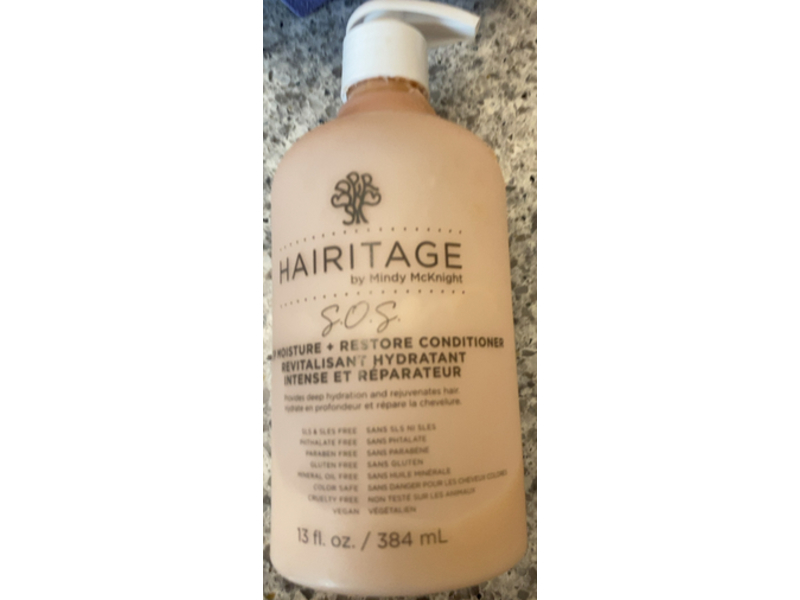 HAIRITAGE
by Mindy McKnight
S.O.S.
MOISTURE + RESTORE CONDITIONER
REVITALISANT HYDRATANT
INTENSE ET RÉPARATEUR
Provides deep hydration and rejuvenates hair.
Hydrate en profondeur et répare la chevelure.
SLS & SLES FREE SANS SLS NI SLES
PHTHALATE FREE SANS PHTALATE
PARABEN FREE SANS PARABÈNE
GLUTEN FREE SANS GLUTEN
MINERAL OIL FREE SANS HUILE MINÉRALE
COLOR SAFE SANS DANGER POUR LES CHEVEUX COLORÉS
CRUELTY FREE NON TESTÉ SUR LES ANIMAUX
VEGAN VÉGÉTALIEN
13 fl. oz. / 384 mL